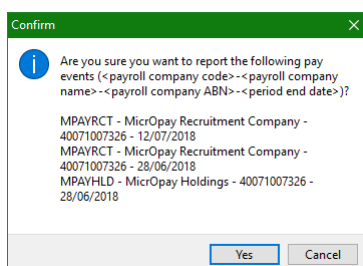 Confirm
Are you sure you want to report the following pay
events (<payroll company code>-<payroll company
name>-<payroll company ABN>-<period end date>)?
MPAYRCT - MicrOpay Recruitment Company -
40071007326 - 12/07/2018
MPAYRCT - MicrOpay Recruitment Company -
40071007326 - 28/06/2018
MPAYHLD - MicrOpay Holdings - 40071007326 -
28/06/2018
Yes
Cancel